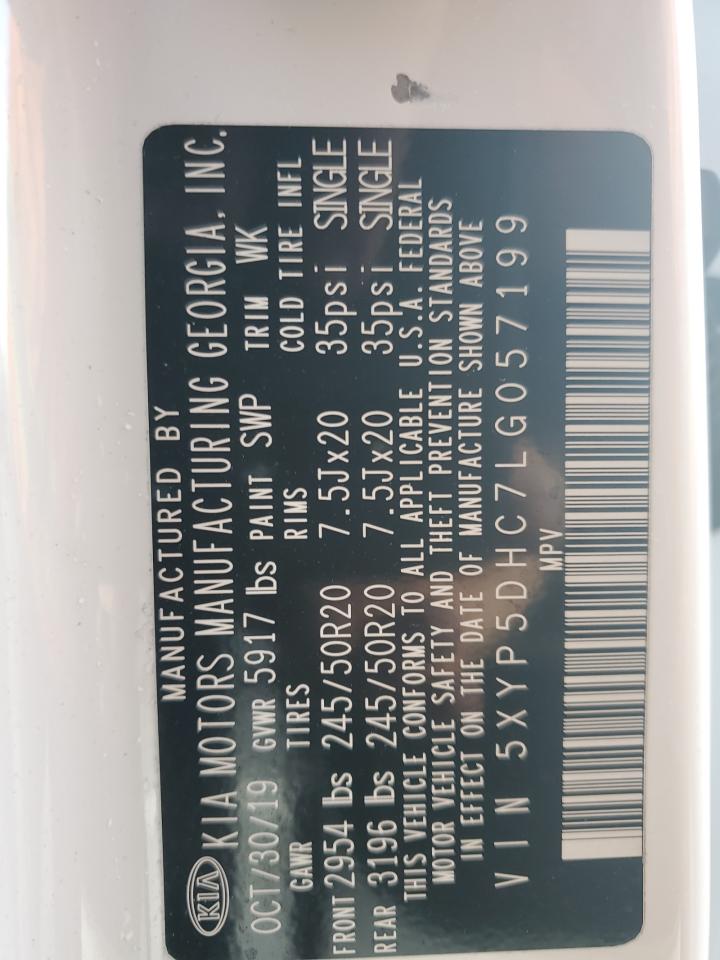 MANUFACTURED BY
KIA KIA MOTORS MANUFACTURING GEORGIA, INC.
OCT/30/19 GVWR 5917 lbs PAINT SWP TRIM WK
GAWR TIRES RIMS COLD TIRE INFL
FRONT 2954 lbs 245/50R20 7.5Jx20 35psi SINGLE
REAR 3196 lbs 245/50R20 7.5Jx20 35psi SINGLE
THIS VEHICLE CONFORMS TO ALL APPLICABLE U.S.A. FEDERAL
MOTOR VEHICLE SAFETY AND THEFT PREVENTION STANDARDS
IN EFFECT ON THE DATE OF MANUFACTURE SHOWN ABOVE
VIN 5XYP5DHC7LG057199
MPV